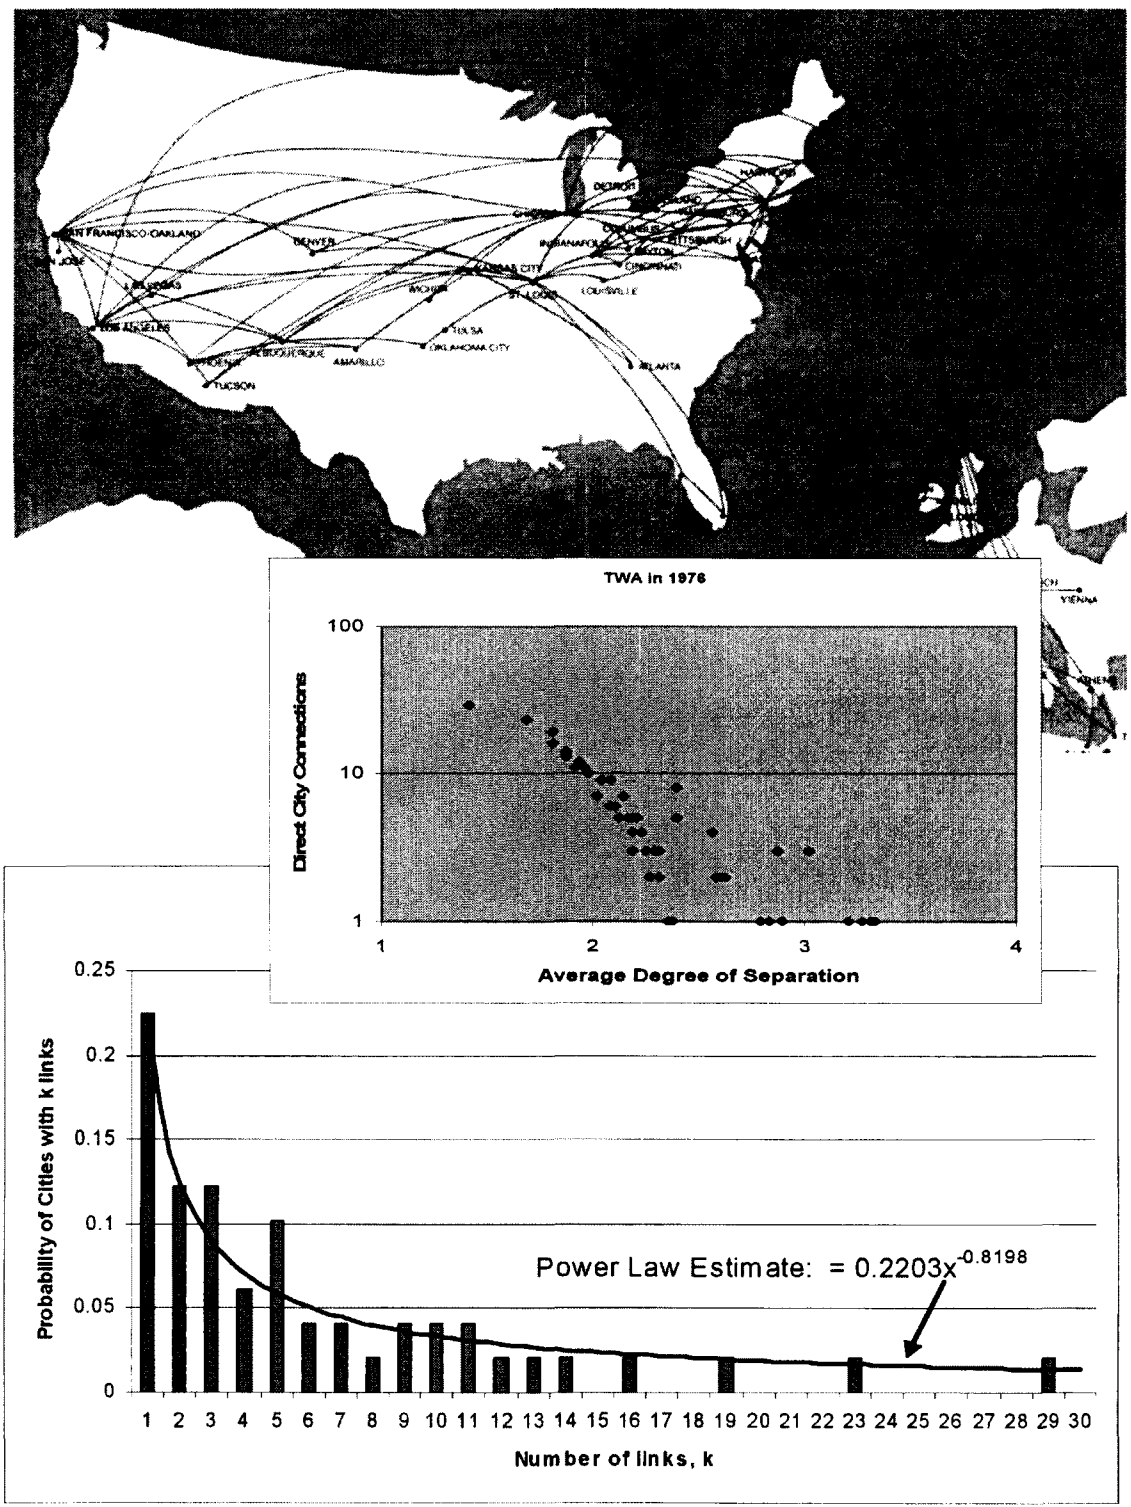 DETROIT
HARTFORD
SAN FRANCISCO-OAKLAND
DENVER
COLUMBUS
INDIANAPOLIS
PITTSBURGH
DAYTON
CINCINNATI
KANSAS CITY
LAS VEGAS
WICHITA
ST. LOUIS
LOUISVILLE
LOS ANGELES
TULSA
OKLAHOMA CITY
ALBUQUERQUE
AMARILLO
PHOENIX
TUCSON
ATLANTA
VIENNA
ATHENS
TWA in 1976
100
10
1
Direct City Connections
1 2 3 4
Average Degree of Separation
0.25
0.2
0.15
0.1
0.05
0
Probability of Cities with k links
Power Law Estimate: = 0.2203x^-0.8198
1 2 3 4 5 6 7 8 9 10 11 12 13 14 15 16 17 18 19 20 21 22 23 24 25 26 27 28 29 30
Number of links, k